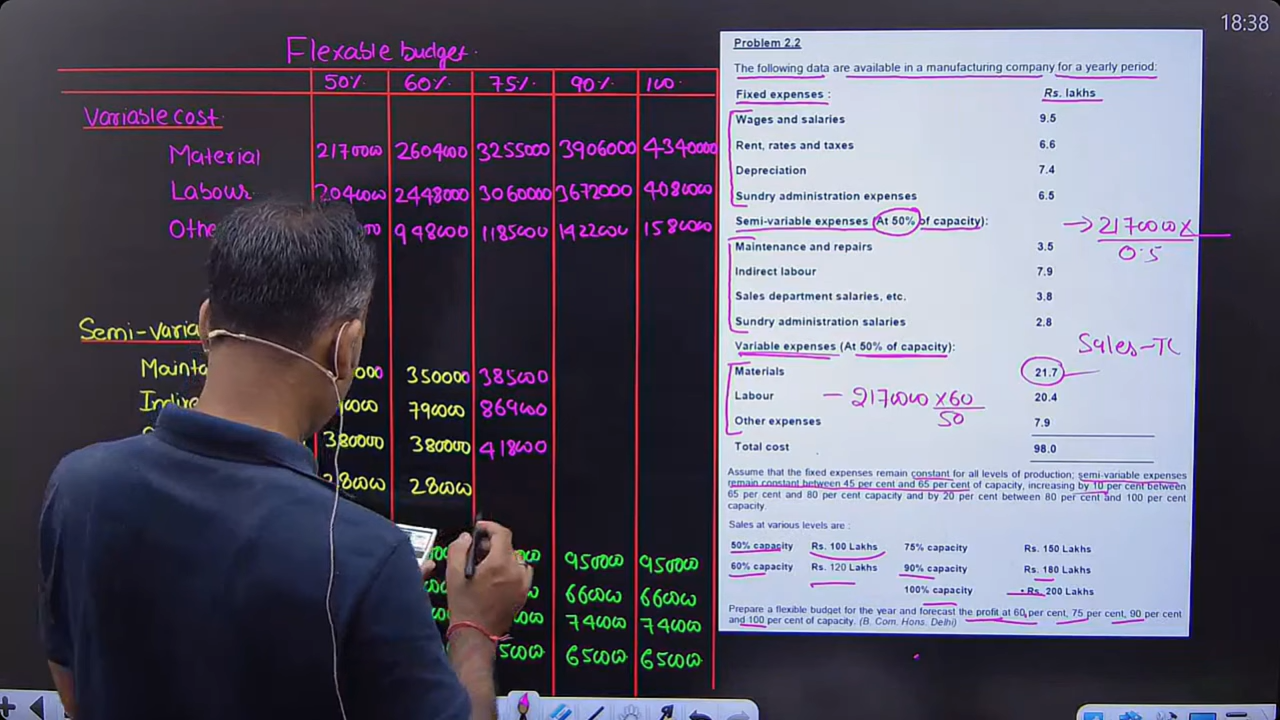 18:38
Flexable budget.
50% 60% 75% 90% 100.
Variable cost
Material 2170000 2604000 3255000 3906000 4340000
Labour 2040000 2448000 3060000 3672000 4080000
948000 1185000 1422000 1580000
350000 385000
790000 869000
380000 380000 418000
280000
950000 950000
660000 660000
740000 740000
650000 650000
Problem 2.2
The following data are available in a manufacturing company for a yearly period:
Fixed expenses : Rs. lakhs
Wages and salaries 9.5
Rent, rates and taxes 6.6
Depreciation 7.4
Sundry administration expenses 6.5
Semi-variable expenses (At 50% of capacity):
→ 2170000 ×
0.5
Maintenance and repairs 3.5
Indirect labour 7.9
Sales department salaries, etc. 3.8
Sundry administration salaries 2.8
Variable expenses (At 50% of capacity):
Sales - TC
Materials 21.7
Labour 20.4
– 2170000 × 60
50
Other expenses 7.9
Total cost 98.0
Assume that the fixed expenses remain constant for all levels of production; semi-variable expenses
remain constant between 45 per cent and 65 per cent of capacity, increasing by 10 per cent between
65 per cent and 80 per cent capacity and by 20 per cent between 80 per cent and 100 per cent
capacity.
Sales at various levels are :
50% capacity Rs. 100 Lakhs 75% capacity Rs. 150 Lakhs
60% capacity Rs. 120 Lakhs 90% capacity Rs. 180 Lakhs
100% capacity Rs. 200 Lakhs
Prepare a flexible budget for the year and forecast the profit at 60 per cent, 75 per cent, 90 per cent
and 100 per cent of capacity. (B. Com. Hons. Delhi)